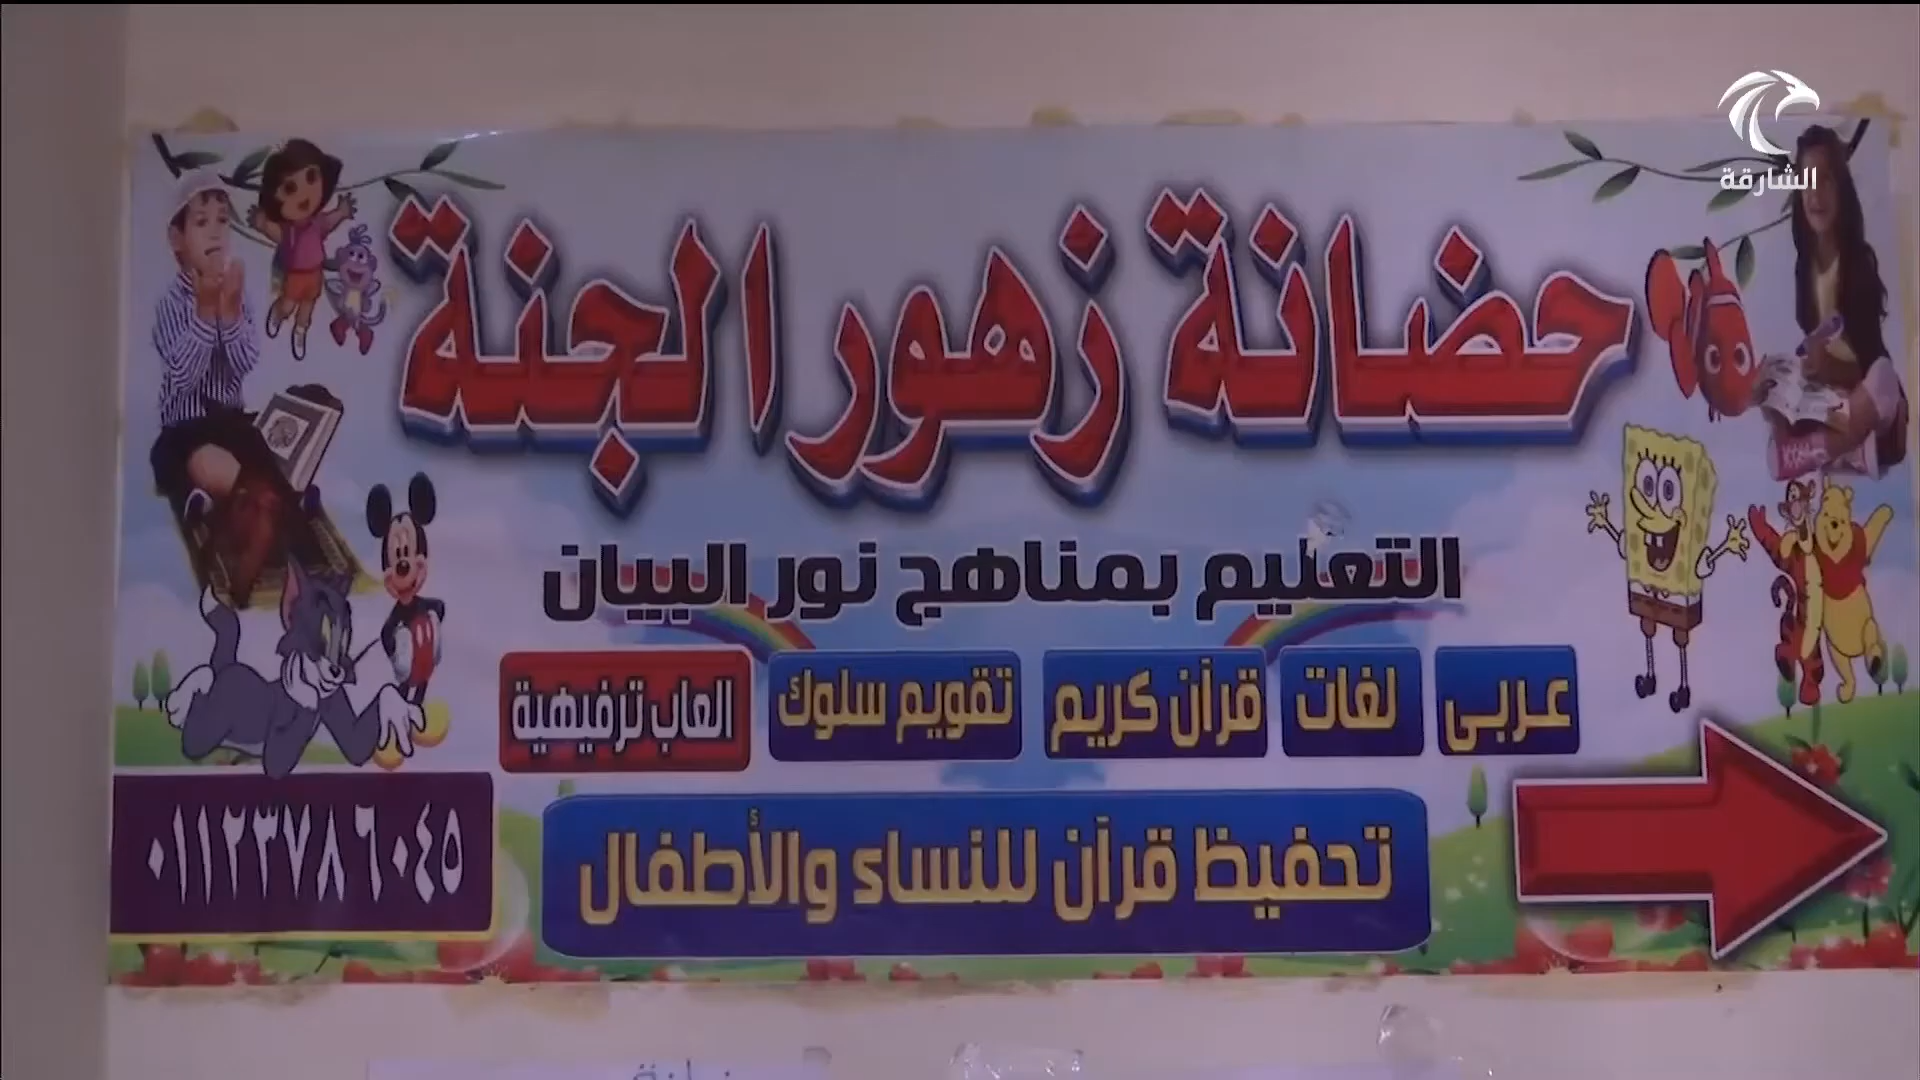 الشارقة
حضانة زهور الجنة
التعليم بمناهج نور البيان
عربى لغات قرآن كريم تقويم سلوك العاب ترفيهية
تحفيظ قرآن للنساء والأطفال
٠١١٢٣٧٨٦٠٤٥